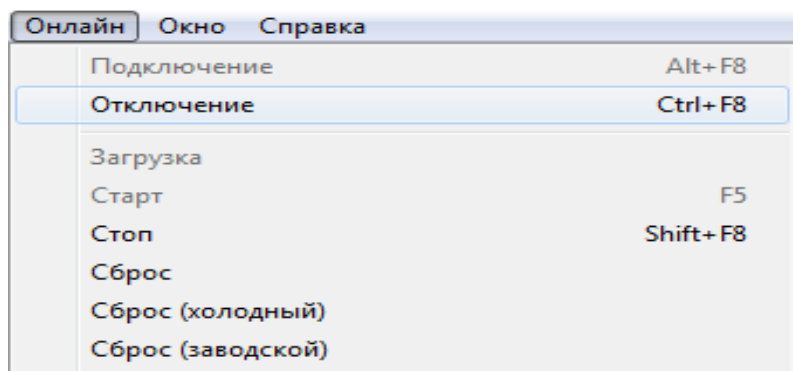 Онлайн Окно Справка
Подключение Alt+F8
Отключение Ctrl+F8
Загрузка
Старт F5
Стоп Shift+F8
Сброс
Сброс (холодный)
Сброс (заводской)